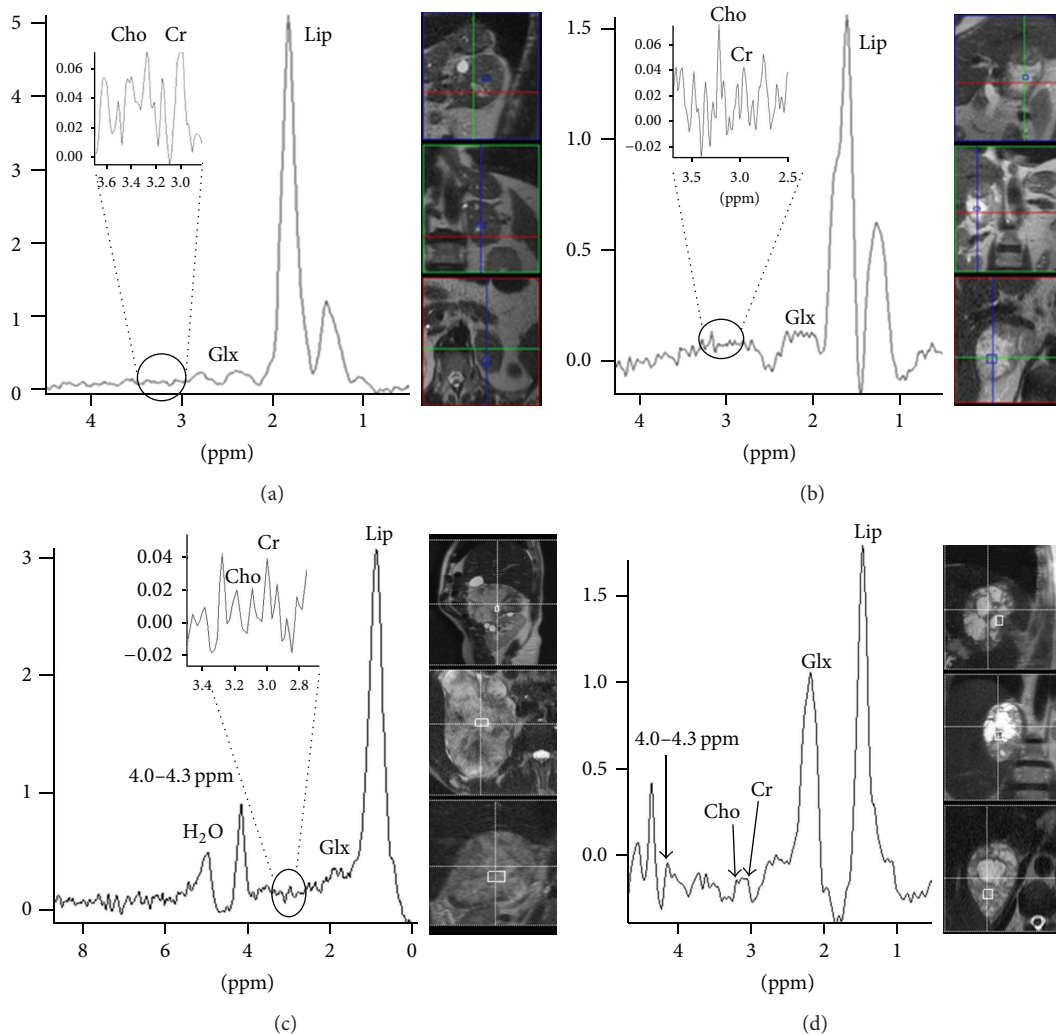 5
4
3
2
1
0
Cho Cr
0.06
0.04
0.02
0.00
3.6 3.4 3.2 3.0
Lip
Glx
4 3 2 1
(ppm)
(a)
1.5
1.0
0.5
0.0
Cho
Cr
0.06
0.04
0.02
0.00
−0.02
3.5 3.0 2.5
(ppm)
Lip
Glx
4 3 2 1
(ppm)
(b)
3
2
1
0
Cr
Cho
0.04
0.02
0.00
−0.02
3.4 3.2 3.0 2.8
Lip
4.0–4.3 ppm
H2O
Glx
8 6 4 2 0
(ppm)
(c)
1.5
1.0
0.5
0.0
Lip
Glx
4.0–4.3 ppm
Cho
Cr
4 3 2 1
(ppm)
(d)